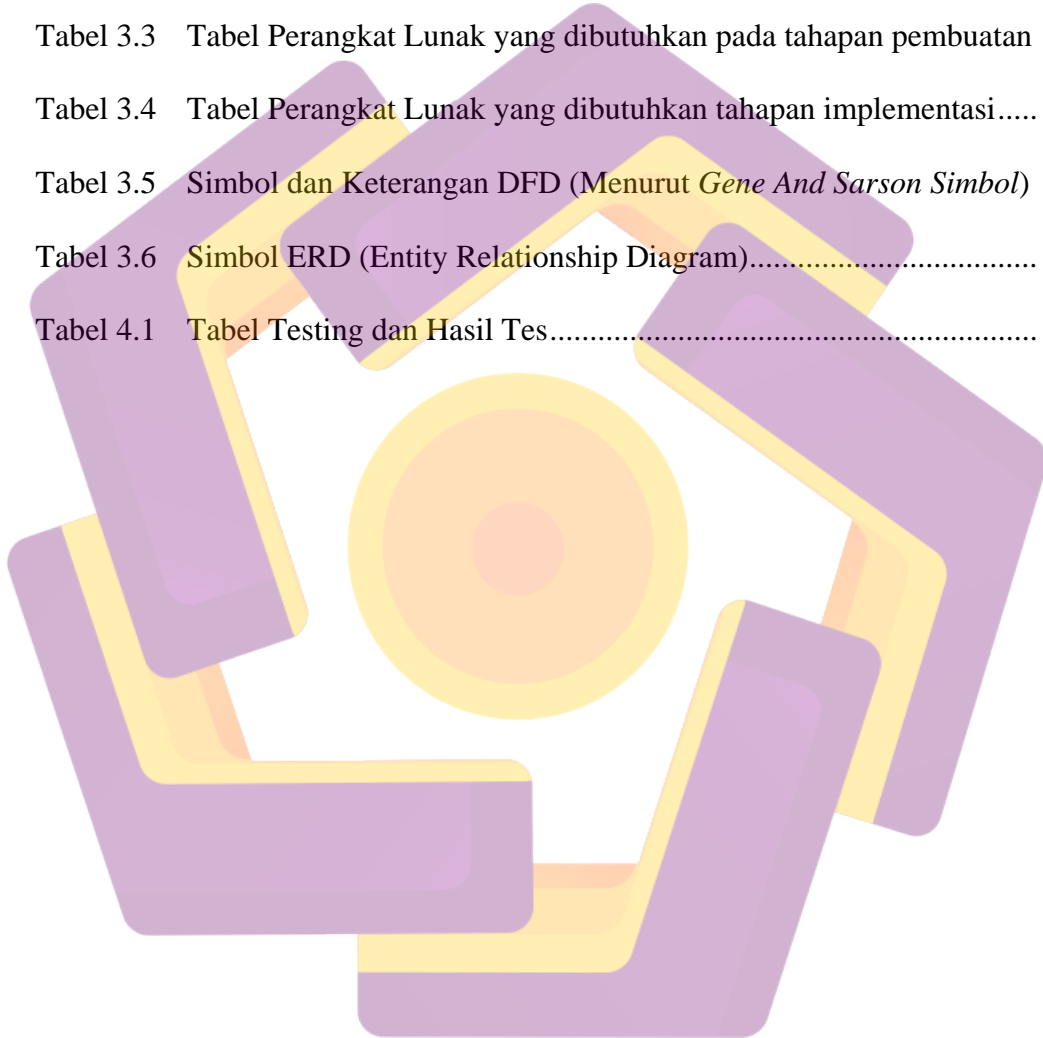 Tabel 3.3 Tabel Perangkat Lunak yang dibutuhkan pada tahapan pembuatan
Tabel 3.4 Tabel Perangkat Lunak yang dibutuhkan tahapan implementasi.....
Tabel 3.5 Simbol dan Keterangan DFD (Menurut Gene And Sarson Simbol)
Tabel 3.6 Simbol ERD (Entity Relationship Diagram)....................................
Tabel 4.1 Tabel Testing dan Hasil Tes.............................................................